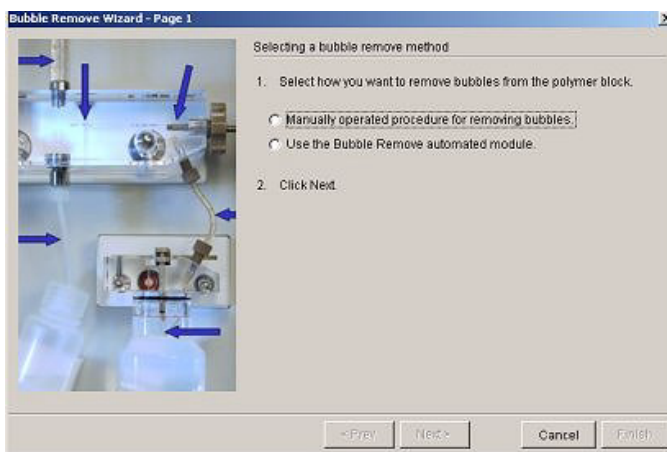 Bubble Remove Wizard - Page 1
Selecting a bubble remove method
1. Select how you want to remove bubbles from the polymer block.
Manually operated procedure for removing bubbles.
Use the Bubble Remove automated module.
2. Click Next.
< Prev Next > Cancel Finish